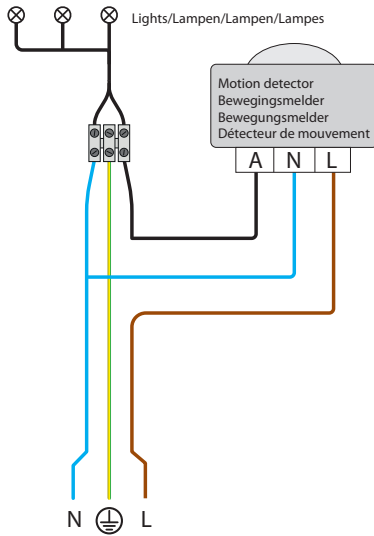 Lights/Lampen/Lampen/Lampes
Motion detector
Bewegingsmelder
Bewegungsmelder
Détecteur de mouvement
A N L
N L